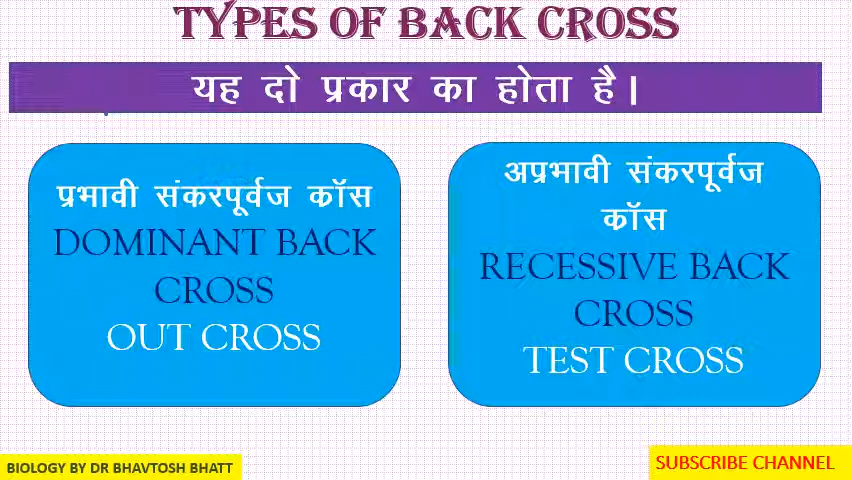 TYPES OF BACK CROSS
यह दो प्रकार का होता है।
प्रभावी संकरपूर्वज क्रॉस
DOMINANT BACK
CROSS
OUT CROSS
अप्रभावी संकरपूर्वज
क्रॉस
RECESSIVE BACK
CROSS
TEST CROSS
BIOLOGY BY DR BHAVTOSH BHATT
SUBSCRIBE CHANNEL